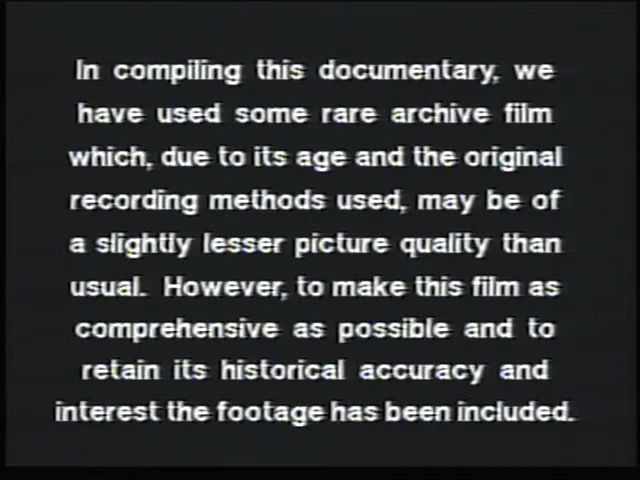 In compiling this documentary, we
have used some rare archive film
which, due to its age and the original
recording methods used, may be of
a slightly lesser picture quality than
usual. However, to make this film as
comprehensive as possible and to
retain its historical accuracy and
interest the footage has been included.